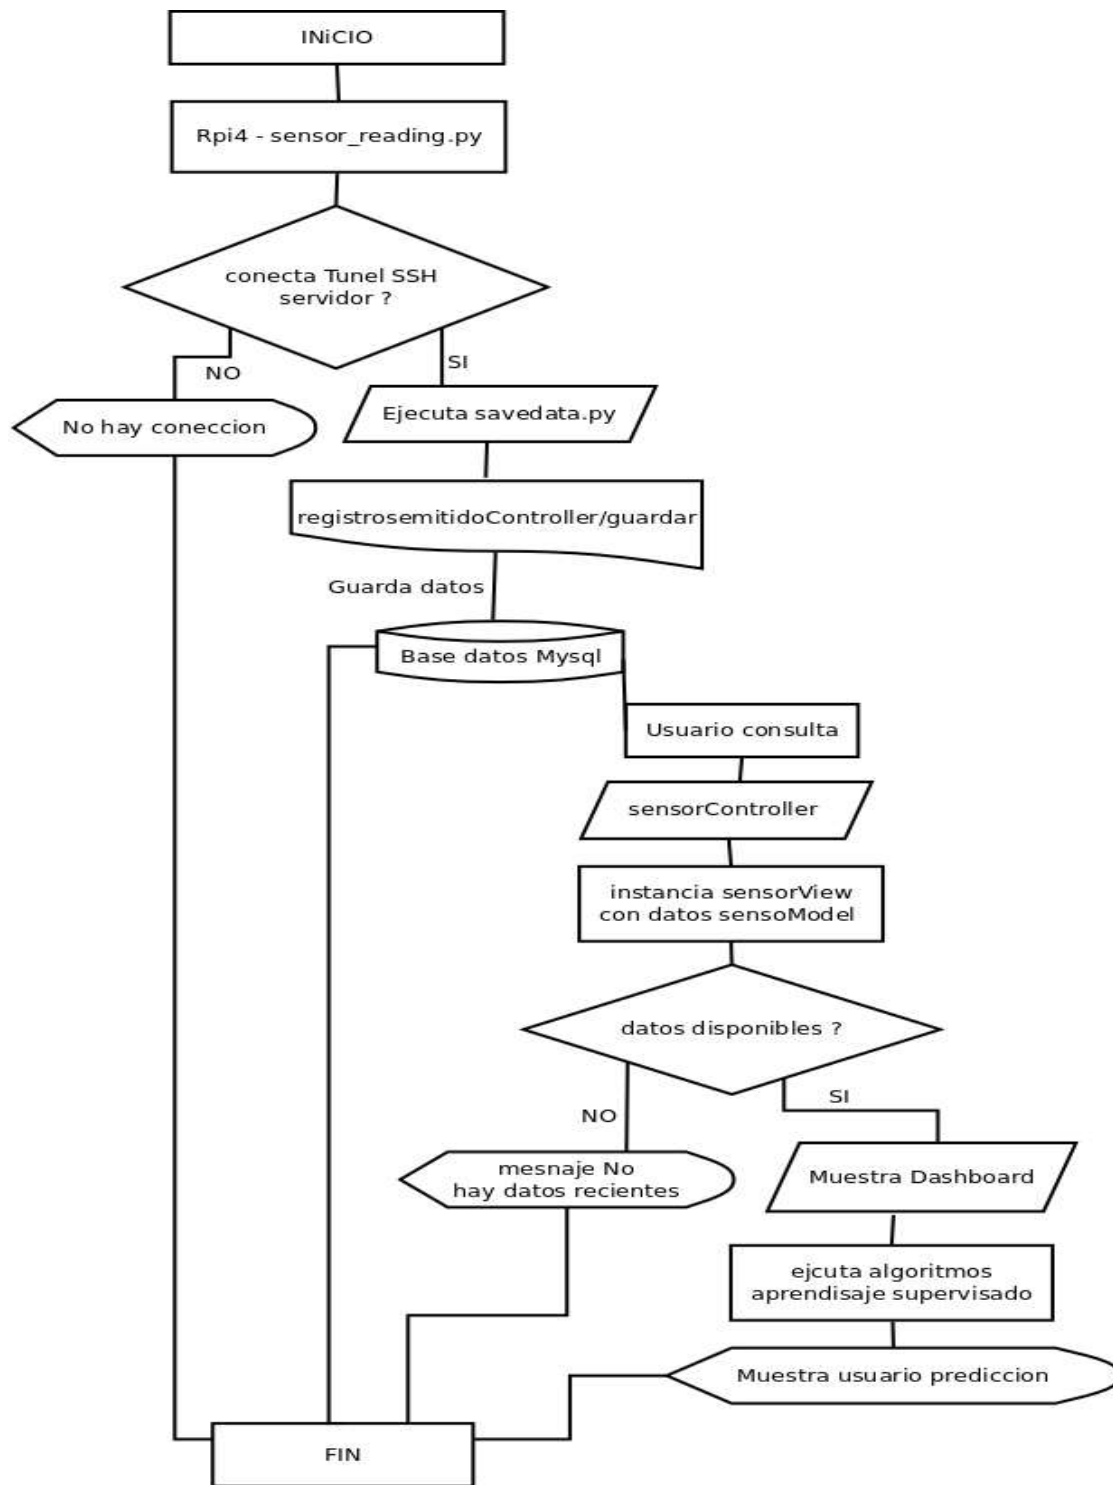 INiCIO
Rpi4 - sensor_reading.py
conecta Tunel SSH
servidor ?
NO
SI
No hay coneccion
Ejecuta savedata.py
registrosemitidoController/guardar
Guarda datos
Base datos Mysql
Usuario consulta
sensorController
instancia sensorView
con datos sensoModel
datos disponibles ?
NO
SI
mesnaje No
hay datos recientes
Muestra Dashboard
ejcuta algoritmos
aprendisaje supervisado
Muestra usuario prediccion
FIN